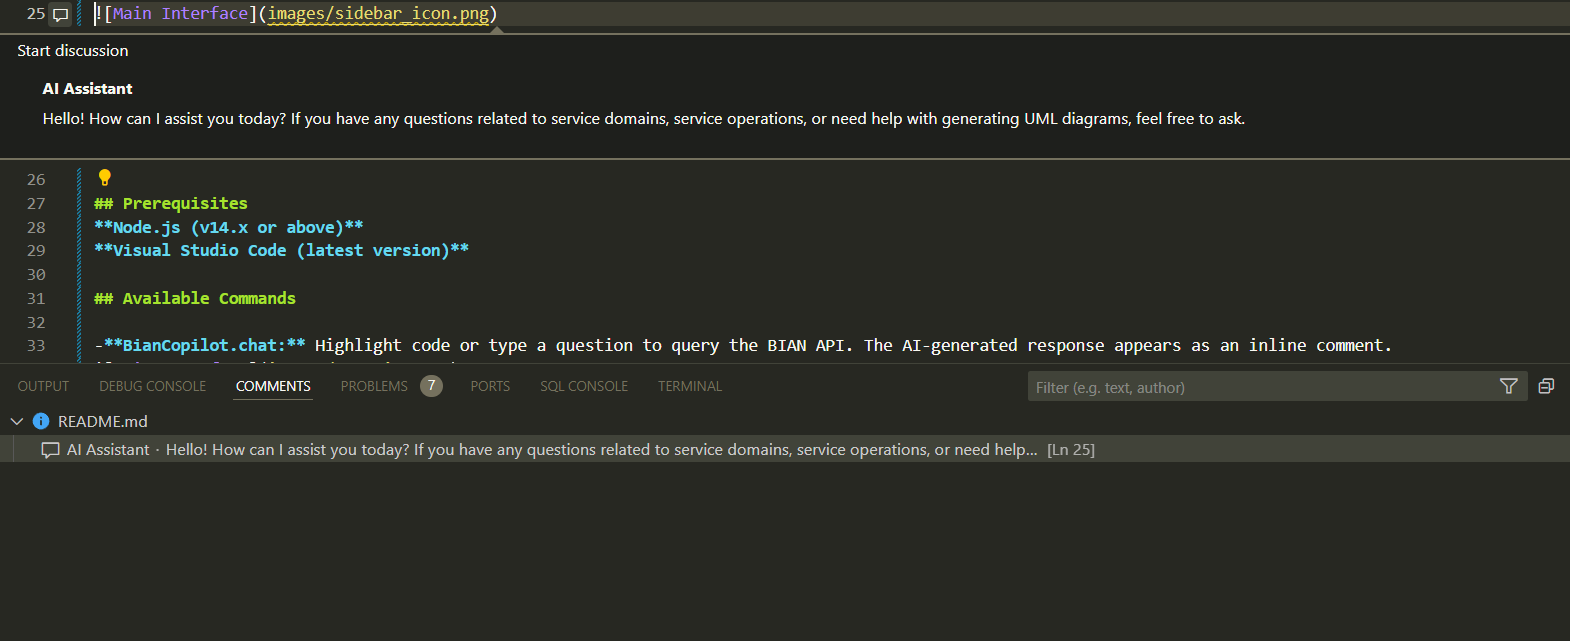 25 ![Main Interface](images/sidebar_icon.png)
Start discussion
AI Assistant
Hello! How can I assist you today? If you have any questions related to service domains, service operations, or need help with generating UML diagrams, feel free to ask.
26
27 ## Prerequisites
28 **Node.js (v14.x or above)**
29 **Visual Studio Code (latest version)**
30
31 ## Available Commands
32
33 -**BianCopilot.chat:** Highlight code or type a question to query the BIAN API. The AI-generated response appears as an inline comment.
OUTPUT DEBUG CONSOLE COMMENTS PROBLEMS 7 PORTS SQL CONSOLE TERMINAL Filter (e.g. text, author)
README.md
AI Assistant · Hello! How can I assist you today? If you have any questions related to service domains, service operations, or need help... [Ln 25]